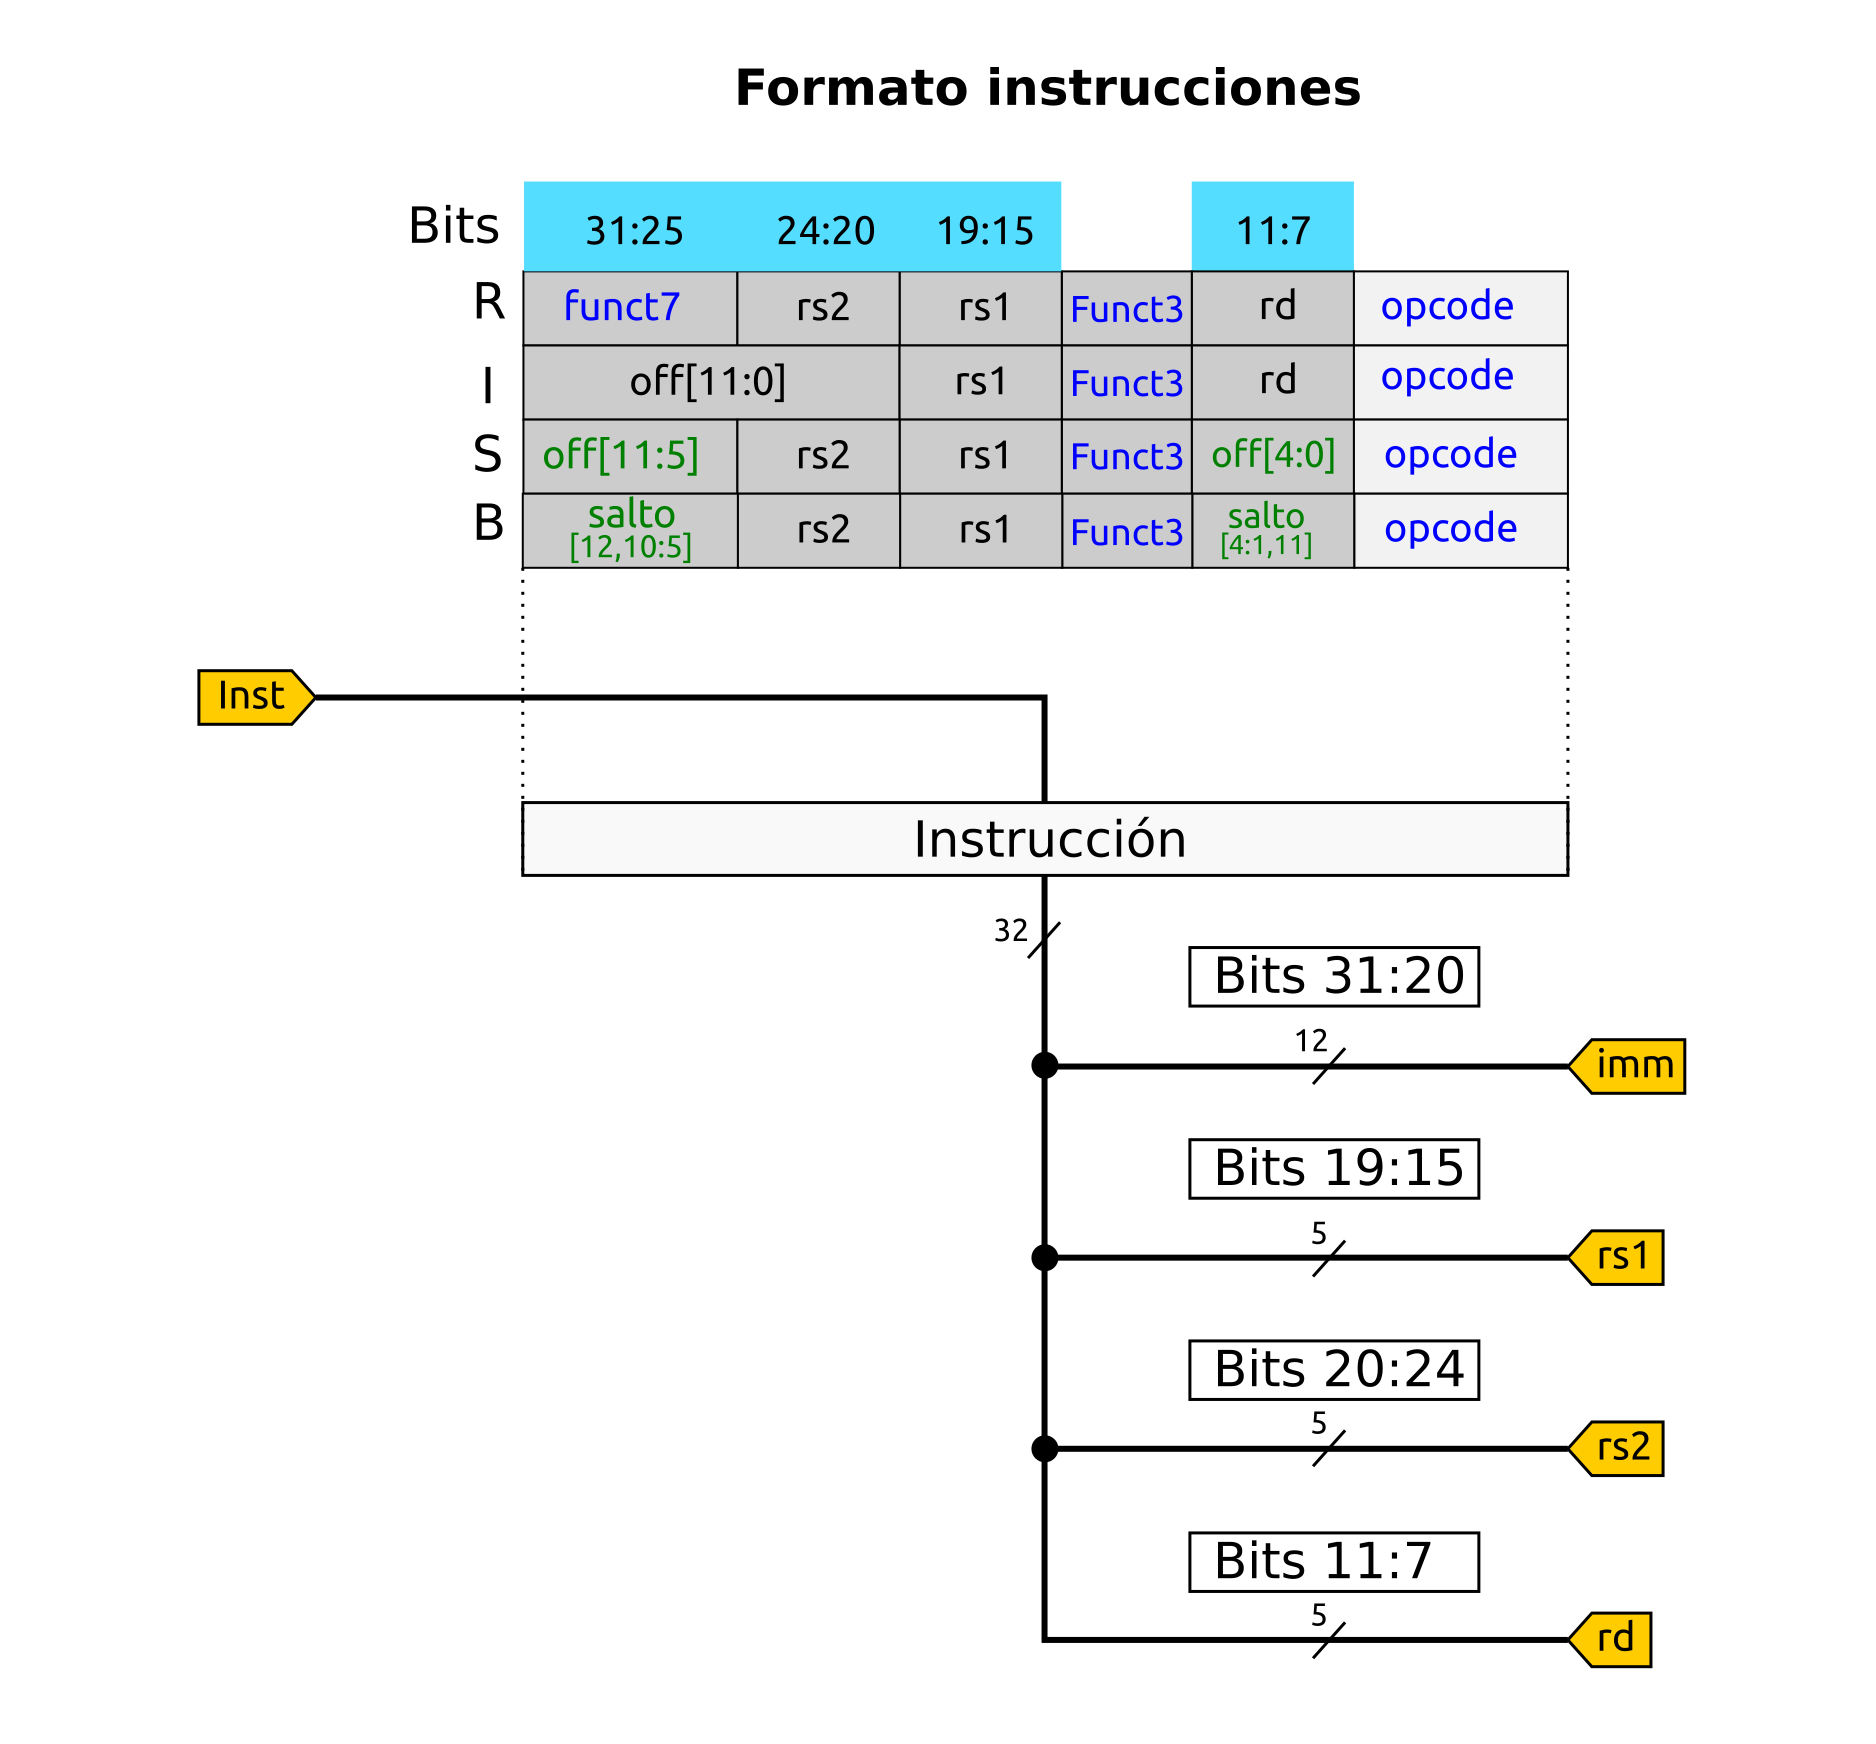 Formato instrucciones
Bits 31:25 24:20 19:15 11:7
R funct7 rs2 rs1 Funct3 rd opcode
I off[11:0] rs1 Funct3 rd opcode
S off[11:5] rs2 rs1 Funct3 off[4:0] opcode
B salto [12,10:5] rs2 rs1 Funct3 salto [4:1,11] opcode
Inst
Instrucción
32
Bits 31:20
12
imm
Bits 19:15
5
rs1
Bits 20:24
5
rs2
Bits 11:7
5
rd